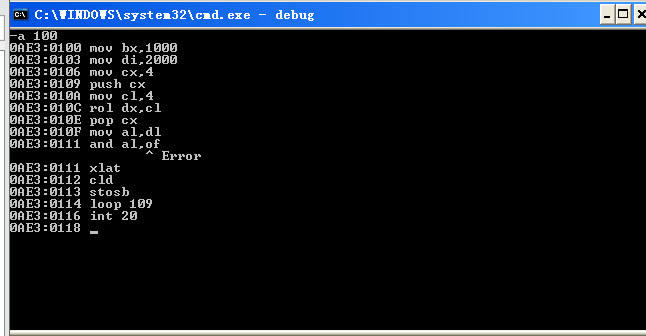 C:\WINDOWS\system32\cmd.exe - debug
-a 100
0AE3:0100 mov bx,1000
0AE3:0103 mov di,2000
0AE3:0106 mov cx,4
0AE3:0109 push cx
0AE3:010A mov cl,4
0AE3:010C rol dx,cl
0AE3:010E pop cx
0AE3:010F mov al,dl
0AE3:0111 and al,of
^ Error
0AE3:0111 xlat
0AE3:0112 cld
0AE3:0113 stosb
0AE3:0114 loop 109
0AE3:0116 int 20
0AE3:0118 _